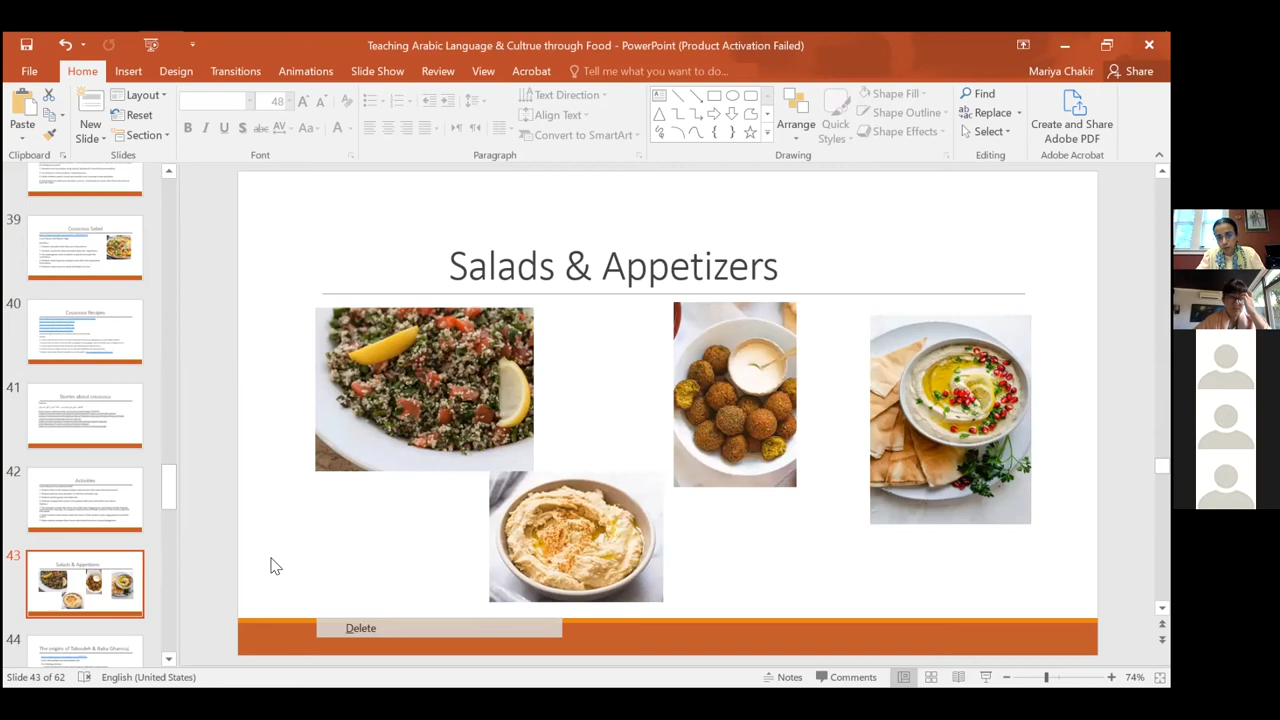 Teaching Arabic Language & Cultrue through Food - PowerPoint (Product Activation Failed)
File Home Insert Design Transitions Animations Slide Show Review View Acrobat Tell me what you want to do... Mariya Chakir Share
Paste
New Slide
Layout
Reset
Section
48
B I U S abc AV Aa A
Text Direction
Align Text
Convert to SmartArt
Arrange
Quick Styles
Shape Fill
Shape Outline
Shape Effects
Find
Replace
Select
Create and Share Adobe PDF
Clipboard Slides Font Paragraph Drawing Editing Adobe Acrobat
39
Couscous Salad
40
Couscous Recipes
41
Stories about couscous
42
Activities
43
Salads & Appetizers
44
The origins of Tabouleh & Baba Ghanouj
Salads & Appetizers
Delete
Slide 43 of 62 English (United States) Notes Comments 74%